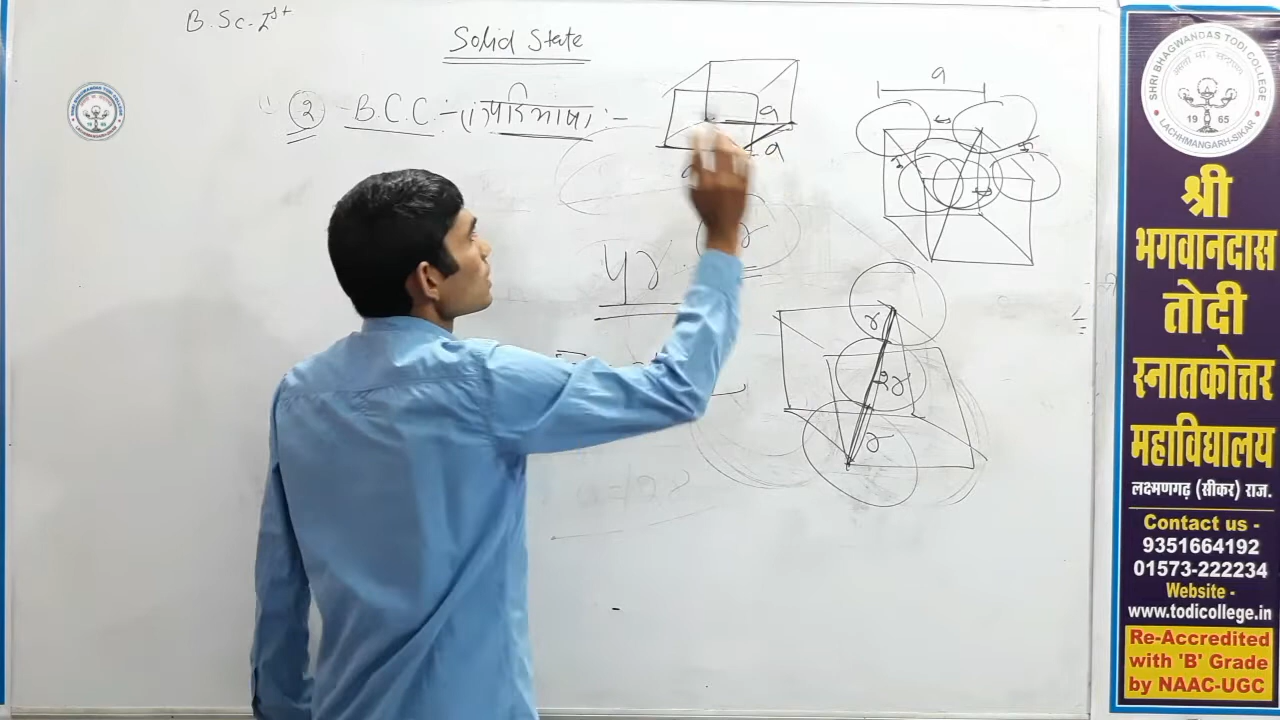 B.Sc. Ist
Solid State
② - B.C.C. - परिभाषा :-
a
a
a
4r
r
2r
r
SHRI BHAGWANDAS TODI COLLEGE
1965
LACHHMANGARH-SIKAR
श्री
भगवानदास
तोदी
स्नातकोत्तर
महाविद्यालय
लक्ष्मणगढ़ (सीकर) राज.
Contact us -
9351664192
01573-222234
Website -
www.todicollege.in
Re-Accredited
with 'B' Grade
by NAAC-UGC